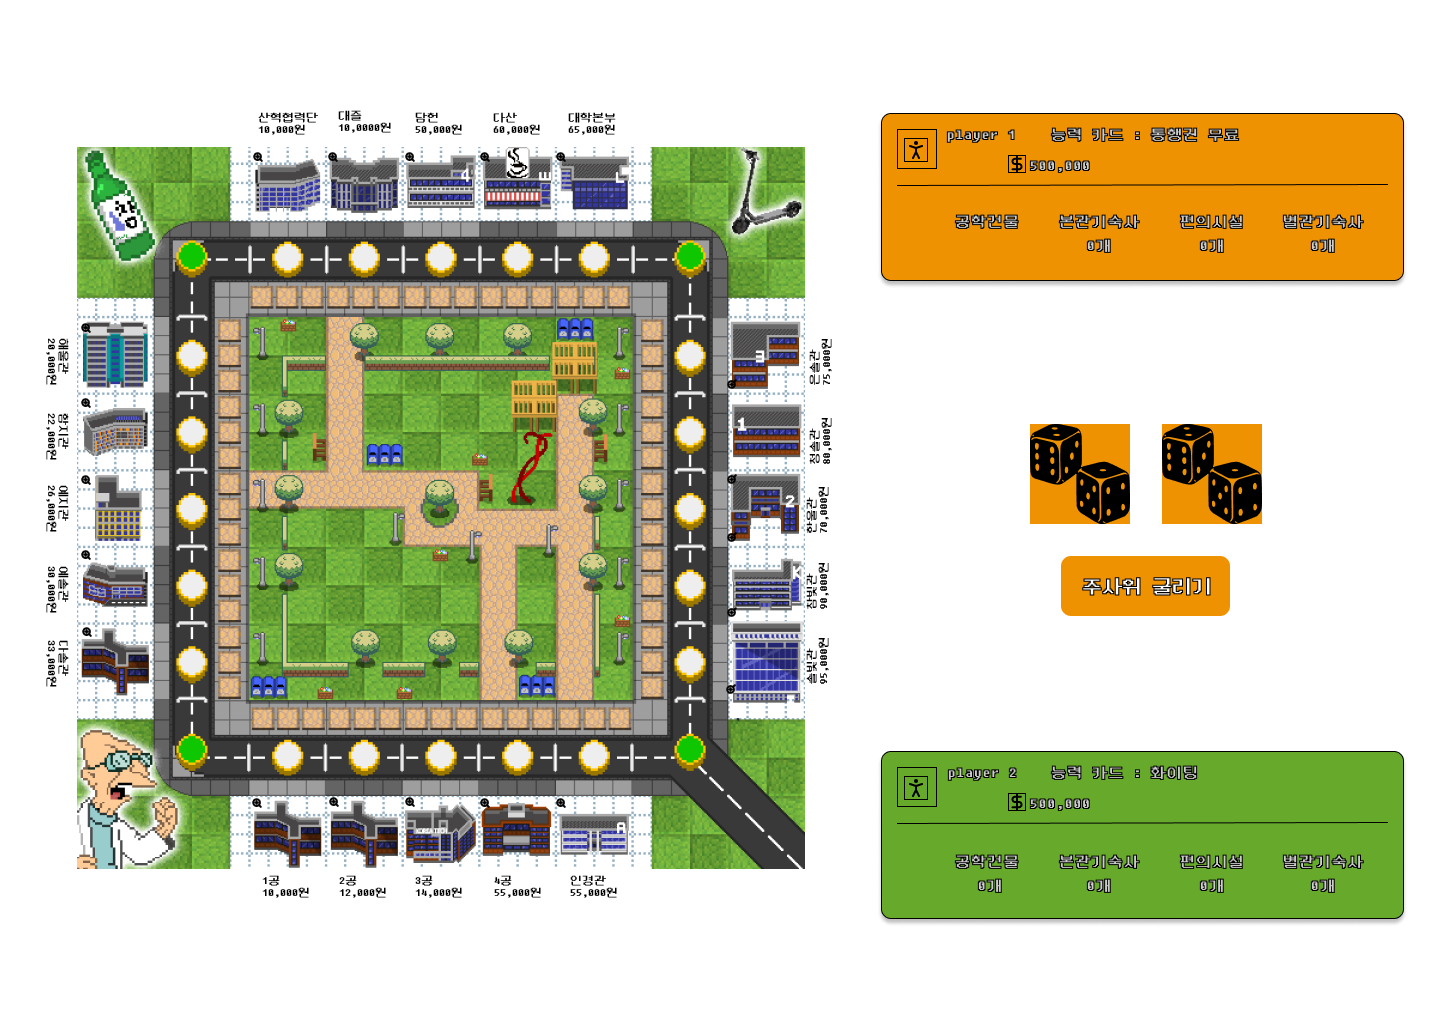 산학협력단
10,000원
대즐
10,0000원
담헌
50,000원
다산
60,000원
대학본부
65,000원
해울관
20,000원
함지관
22,000원
예지관
26,000원
예솔관
30,000원
다솔관
33,000원
4
3
1
2
은솔관
75,000원
청솔관
80,000원
한울관
70,000원
참빛관
90,000원
솔빛관
95,000원
A
1공
10,000원
2공
12,000원
3공
14,000원
4공
55,000원
인경관
55,000원
player 1 능력 카드 : 통행권 무료
$ 500,000
공학건물 본관기숙사 편의시설 별관기숙사
0개 0개 0개
주사위 굴리기
player 2 능력 카드 : 화이팅
$ 500,000
공학건물 본관기숙사 편의시설 별관기숙사
0개 0개 0개 0개